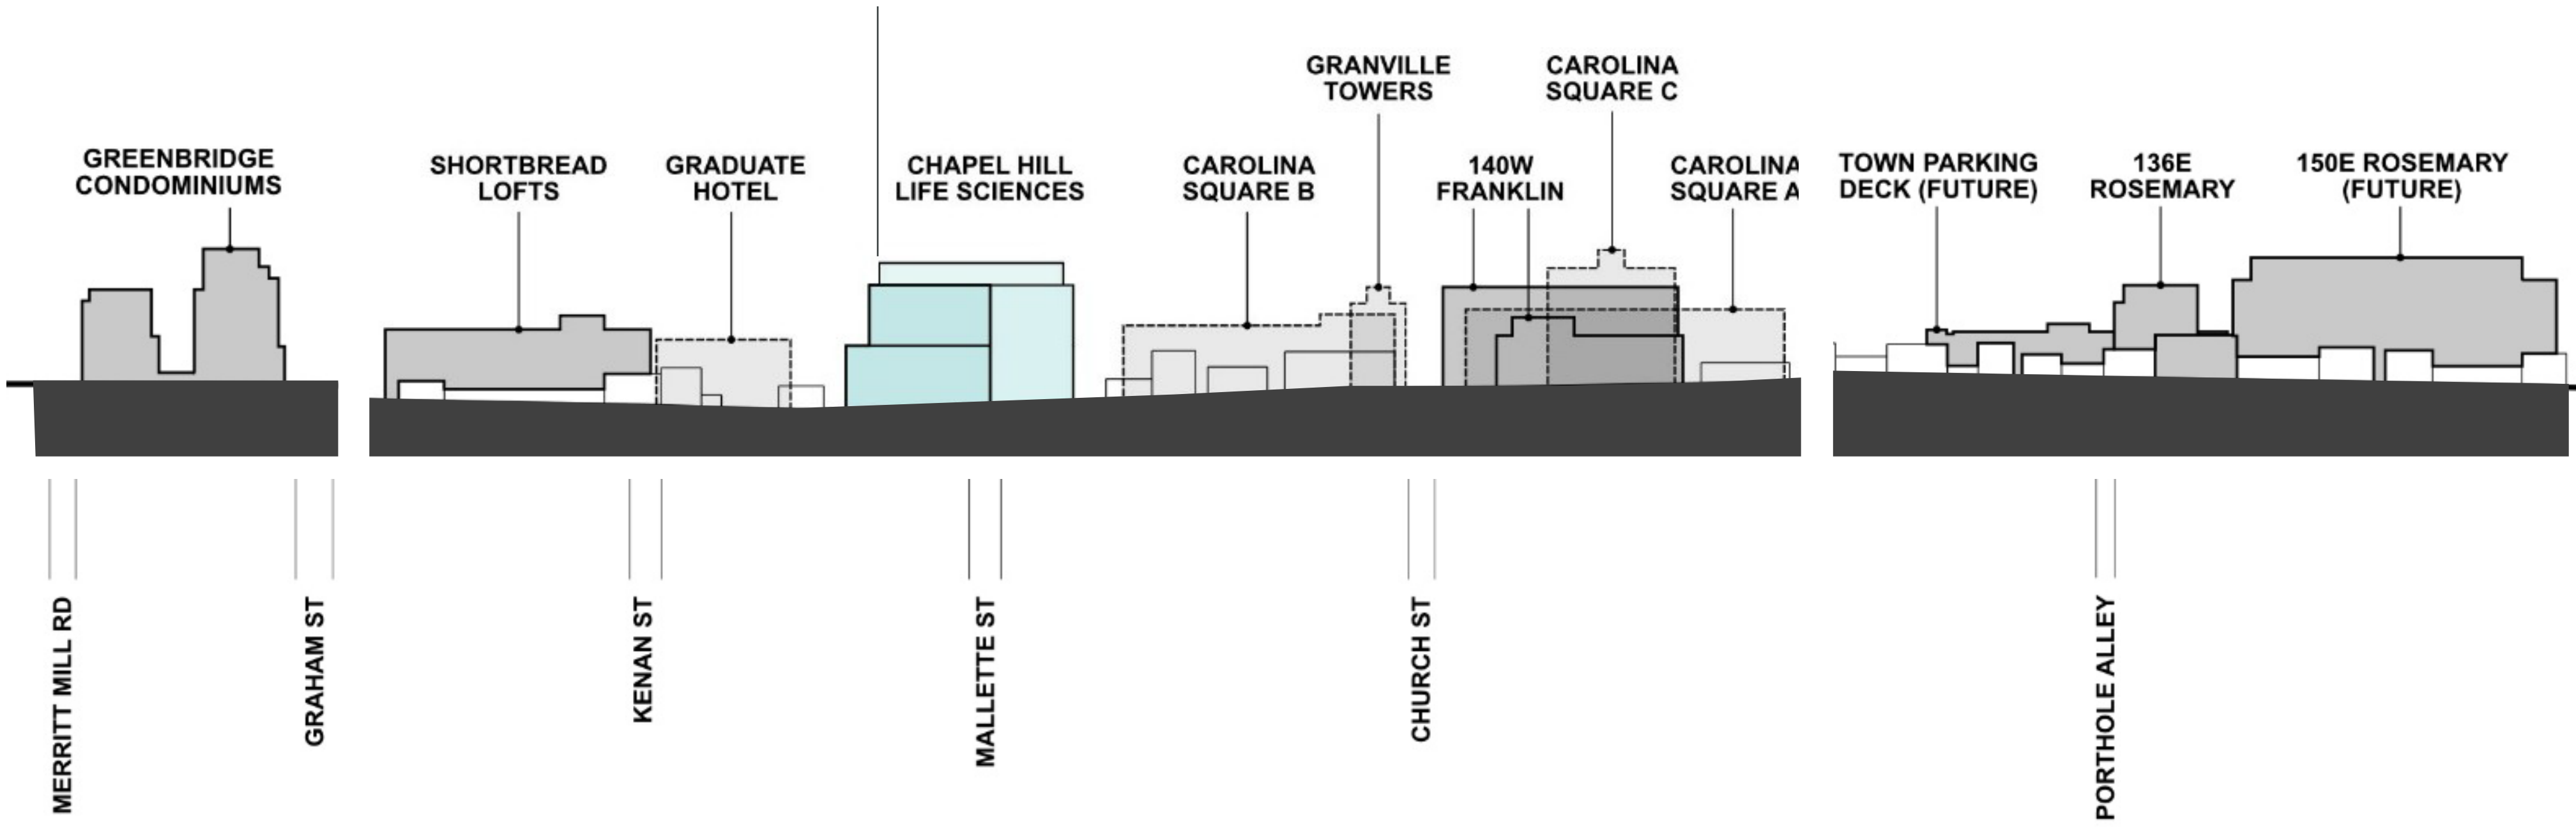 GREENBRIDGE
CONDOMINIUMS
SHORTBREAD
LOFTS
GRADUATE
HOTEL
CHAPEL HILL
LIFE SCIENCES
CAROLINA
SQUARE B
GRANVILLE
TOWERS
140W
FRANKLIN
CAROLINA
SQUARE C
CAROLINA
SQUARE A
TOWN PARKING
DECK (FUTURE)
136E
ROSEMARY
150E ROSEMARY
(FUTURE)
MERRITT MILL RD
GRAHAM ST
KENAN ST
MALLETTE ST
CHURCH ST
PORTHOLE ALLEY